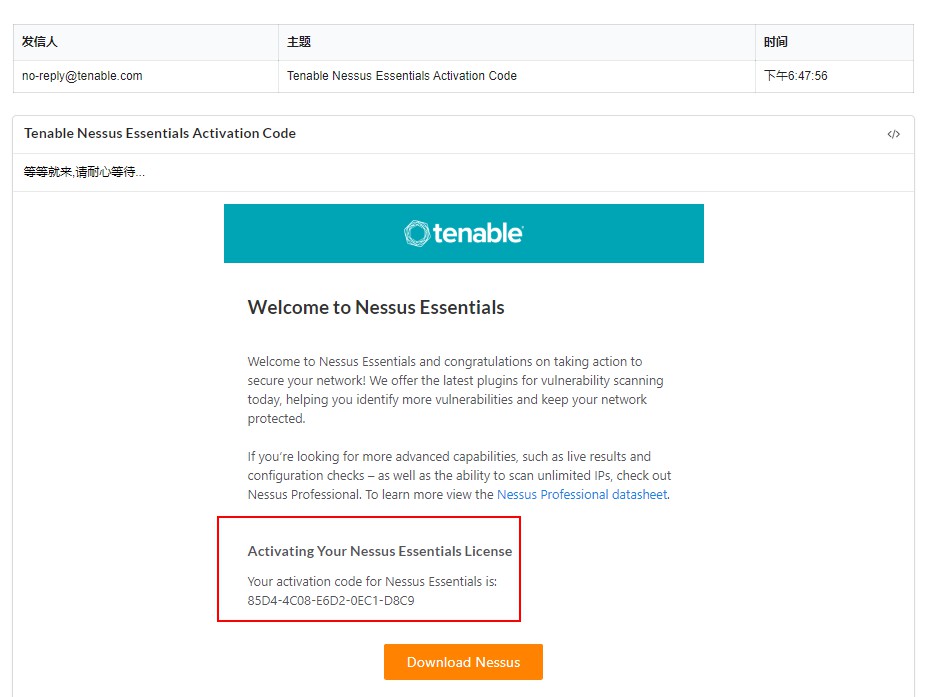 发信人 主题 时间
no-reply@tenable.com Tenable Nessus Essentials Activation Code 下午6:47:56
Tenable Nessus Essentials Activation Code </>
等等就来,请耐心等待...
tenable
Welcome to Nessus Essentials
Welcome to Nessus Essentials and congratulations on taking action to
secure your network! We offer the latest plugins for vulnerability scanning
today, helping you identify more vulnerabilities and keep your network
protected.
If you're looking for more advanced capabilities, such as live results and
configuration checks – as well as the ability to scan unlimited IPs, check out
Nessus Professional. To learn more view the Nessus Professional datasheet.
Activating Your Nessus Essentials License
Your activation code for Nessus Essentials is:
85D4-4C08-E6D2-0EC1-D8C9
Download Nessus